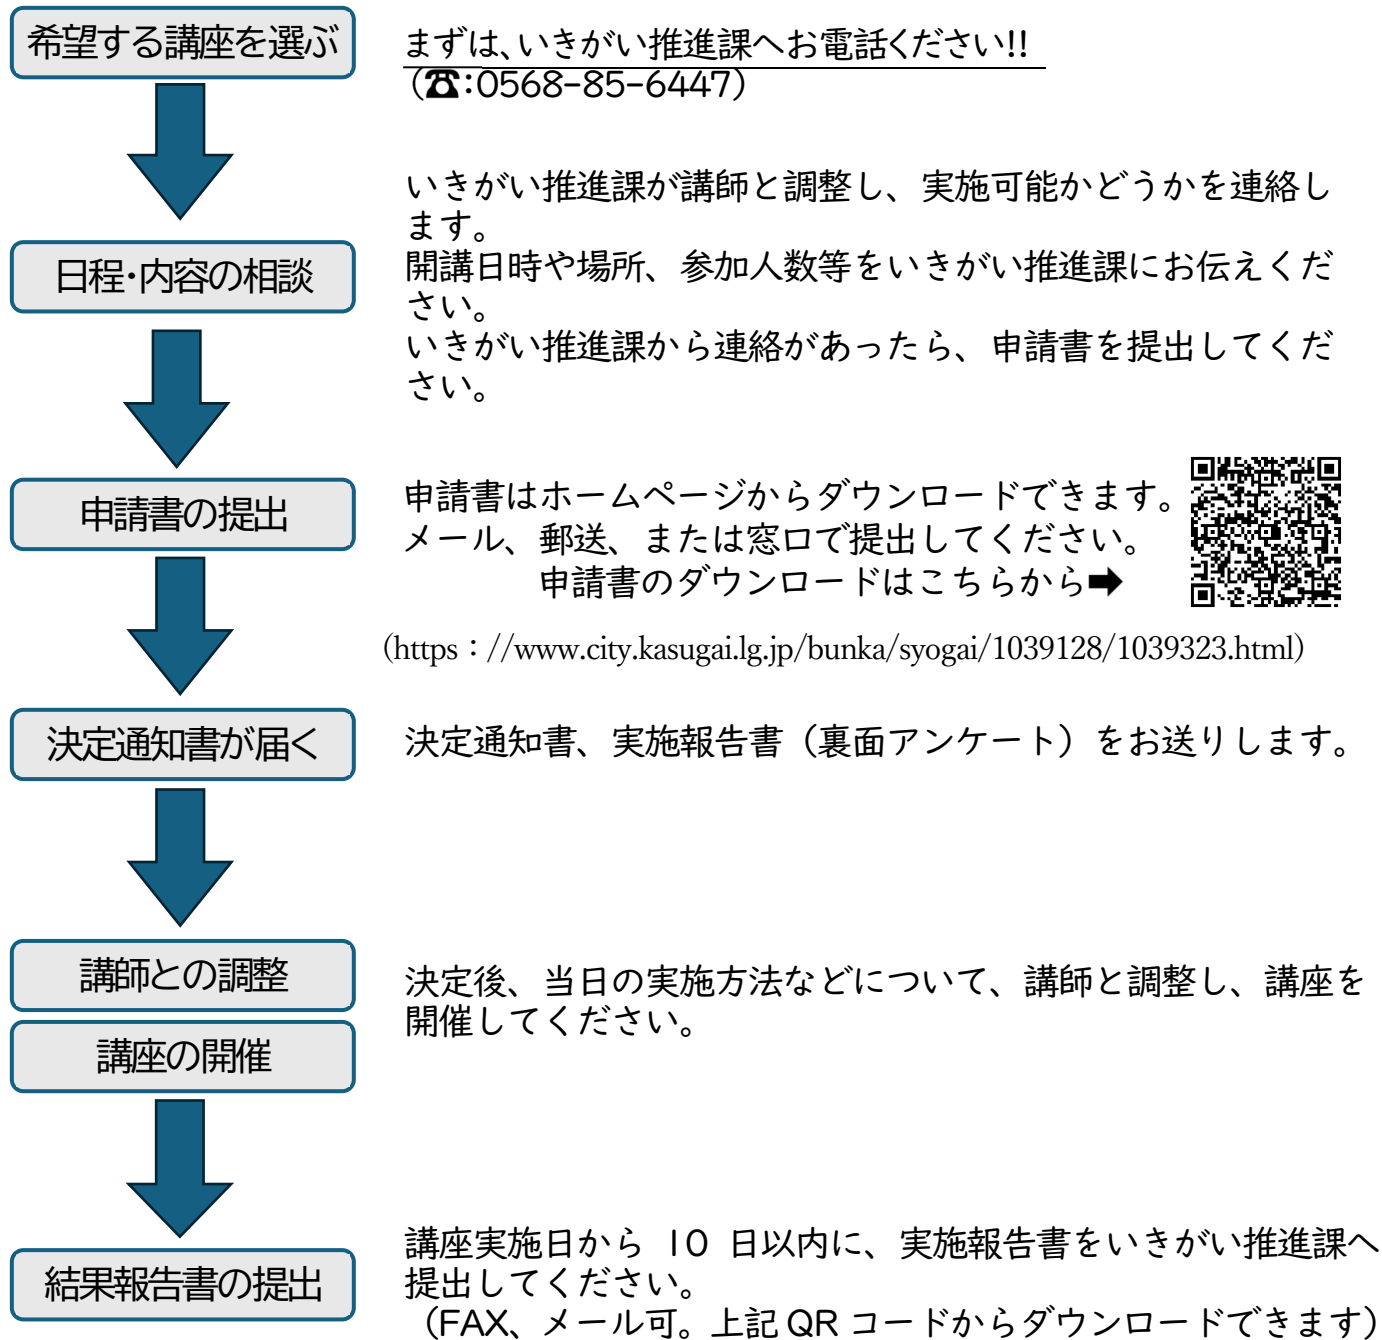 希望する講座を選ぶ
まずは、いきがい推進課へお電話ください!!
(☎:0568-85-6447)
日程・内容の相談
いきがい推進課が講師と調整し、実施可能かどうかを連絡し
ます。
開講日時や場所、参加人数等をいきがい推進課にお伝えくだ
さい。
いきがい推進課から連絡があったら、申請書を提出してくだ
さい。
申請書の提出
申請書はホームページからダウンロードできます。
メール、郵送、または窓口で提出してください。
申請書のダウンロードはこちらから➡
(https：//www.city.kasugai.lg.jp/bunka/syogai/1039128/1039323.html)
決定通知書が届く
決定通知書、実施報告書（裏面アンケート）をお送りします。
講師との調整
講座の開催
決定後、当日の実施方法などについて、講師と調整し、講座を
開催してください。
結果報告書の提出
講座実施日から 10 日以内に、実施報告書をいきがい推進課へ
提出してください。
（FAX、メール可。上記 QR コードからダウンロードできます）